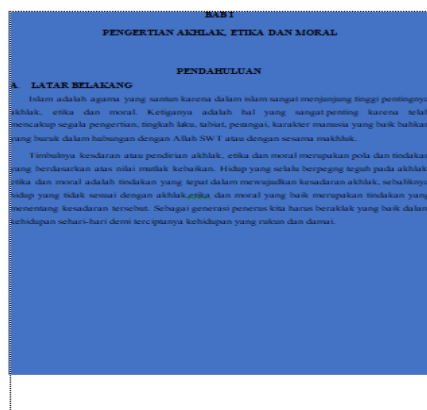 BAB I
PENGERTIAN AKHLAK, ETIKA DAN MORAL
PENDAHULUAN
A. LATAR BELAKANG
Islam adalah agama yang santun karena dalam islam sangat menjunjung tinggi pentingnya
akhlak, etika dan moral. Ketiganya adalah hal yang sangat penting karena telah
mencakup segala pengertian, tingkah laku, tabiat, perangai, karakter manusia yang baik bahkan
yang buruk dalam hubungan dengan Allah SWT atau dengan sesama makhluk.
Timbulnya kesdaran atau pendirian akhlak, etika dan moral merupakan pola dan tindakan
yang berdasarkan atas nilai mutlak kebaikan. Hidup yang selalu berpegng teguh pada akhlak
etika dan moral adalah tindakan yang tepat dalam mewujudkan kesadaran akhlak, sebaliknya
hidup yang tidak sesuai dengan akhlak,etika, dan moral yang baik merupakan tindakan yang
menentang kesadaran tersebut. Sebagai generasi penerus kita harus beraklak yang baik dalam
kehidupan sehari-hari demi terciptanya kehidupan yang rukun dan damai.